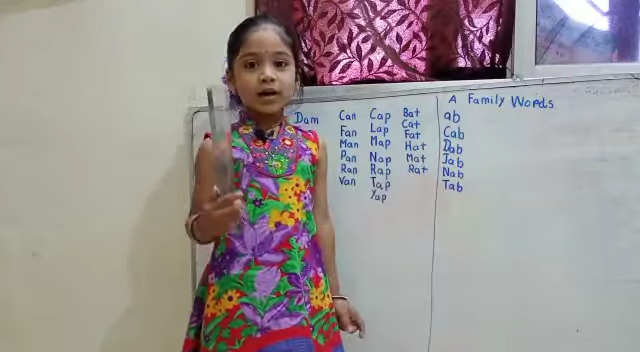 Dam
Can
Fan
Man
Pan
Ran
Van
Cap
Lap
Map
Nap
Rap
Tap
Yap
Bat
Cat
Fat
Hat
Mat
Rat
A Family Words
ab
Cab
Dab
Jab
Nab
Tab